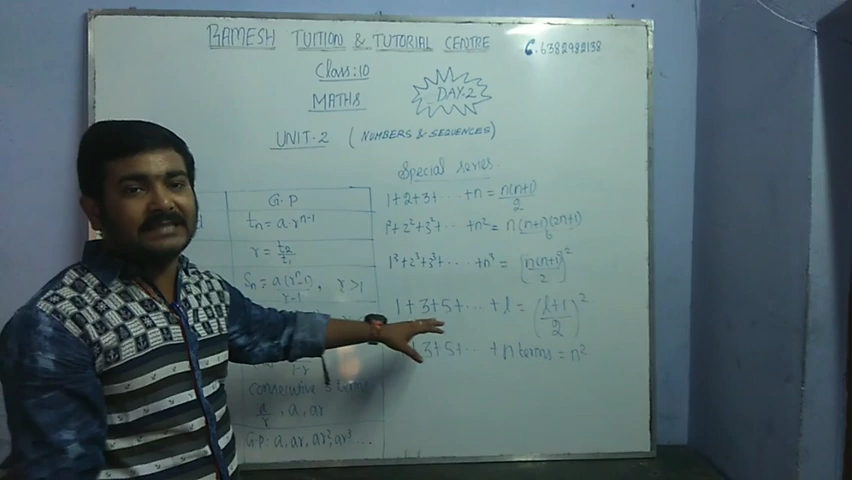 RAMESH TUITION & TUTORIAL CENTRE
6382982138
Class:10
MATHS
DAY-2
UNIT-2 (NUMBERS & SEQUENCES)
Special series
1+2+3+...+n = n(n+1)/2
1²+2²+3²+...+n² = n(n+1)(2n+1)/6
1³+2³+3³+...+n³ = (n(n+1)/2)²
1+3+5+...+l = (l+1/2)²
3+5+...+n terms = n²
G.P
tn = a.r^n-1
r = t2/t1
Sn = a(r^n-1)/r-1, r>1
1-r
consecutive 3 terms
a/r, a, ar
G.P: a, ar, ar², ar³...